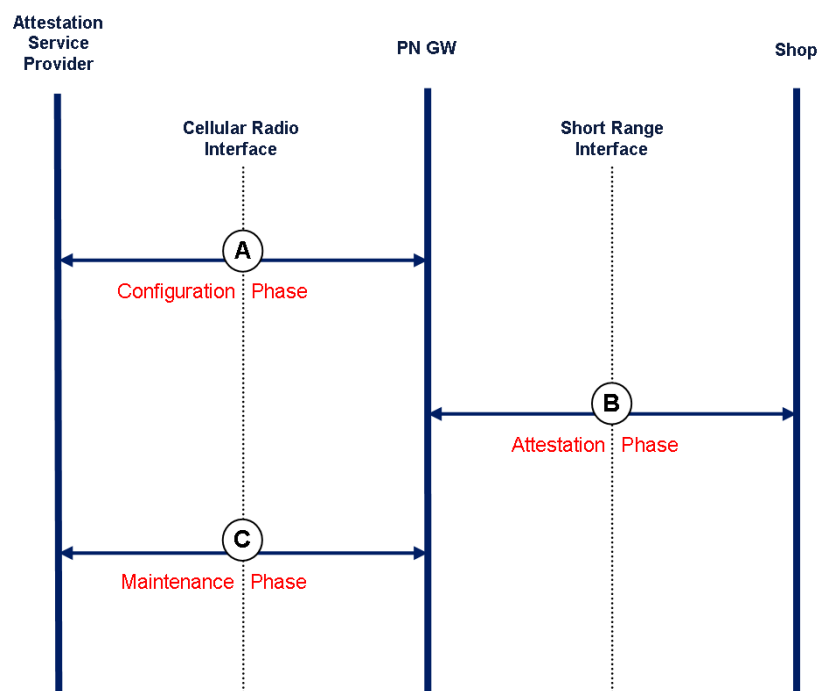 Attestation
Service
Provider
PN GW
Shop
Cellular Radio
Interface
Short Range
Interface
A
Configuration Phase
B
Attestation Phase
C
Maintenance Phase